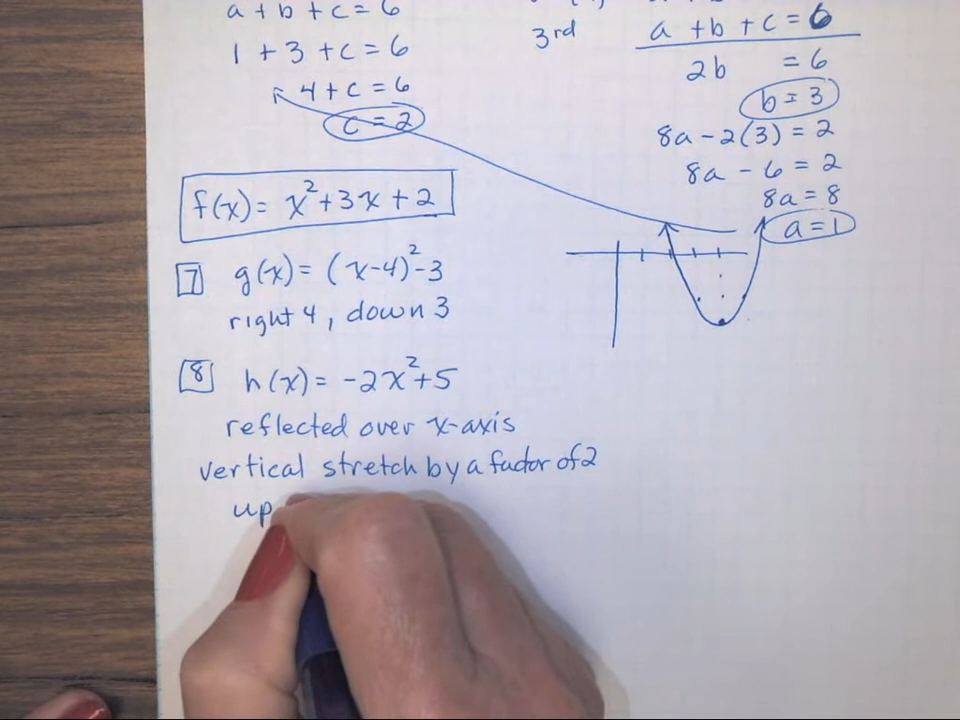 a + b + c = 6
1 + 3 + c = 6
4 + c = 6
c = 2
3rd
a + b + c = 6
2b = 6
b = 3
8a - 2(3) = 2
8a - 6 = 2
8a = 8
a = 1
f(x) = x²+3x+2
7 g(x) = (x-4)²-3
right 4, down 3
8 h(x) = -2x²+5
reflected over x-axis
vertical stretch by a factor of 2
up